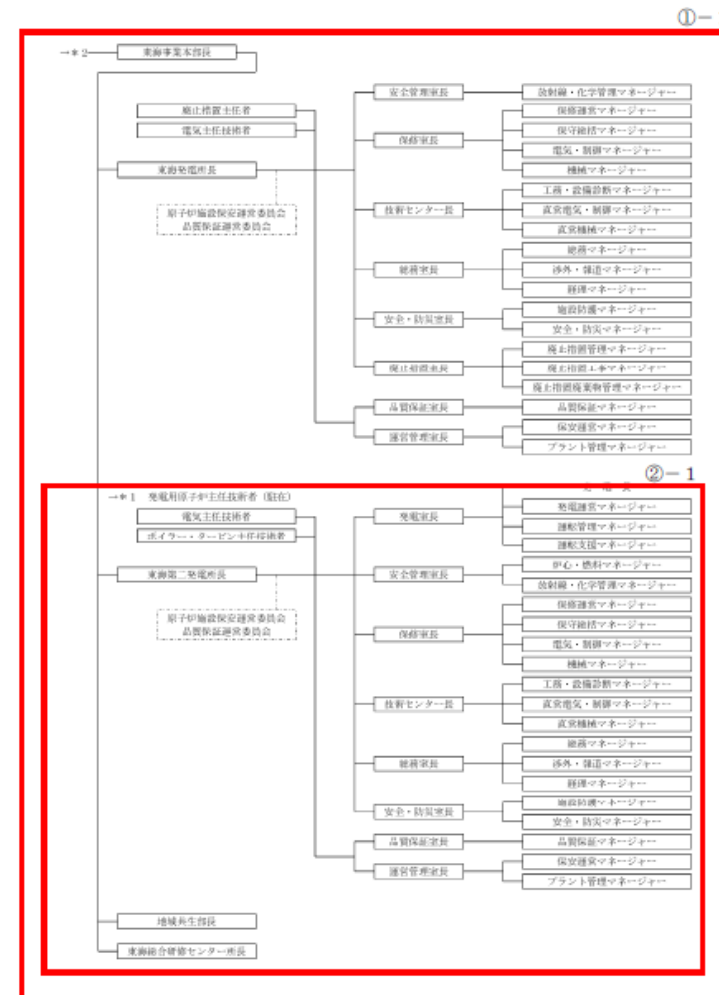 ①-
→*2 東海事業本部長
安全管理室長 放射線・化学管理マネージャー
廃止措置主任者 保修運営マネージャー
電気主任技術者 保守総括マネージャー
保修室長 電気・制御マネージャー
東海発電所長 機械マネージャー
工務・設備診断マネージャー
原子炉施設保安運営委員会 技術センター長 直営電気・制御マネージャー
品質保証運営委員会 直営機械マネージャー
総務マネージャー
総務室長 渉外・報道マネージャー
経理マネージャー
安全・防災室長 施設防護マネージャー
安全・防災マネージャー
廃止措置管理マネージャー
廃止措置室長 廃止措置工事マネージャー
廃止措置廃棄物管理マネージャー
品質保証室長 品質保証マネージャー
運営管理室長 保安運営マネージャー
プラント管理マネージャー
②-1
→*1 発電用原子炉主任技術者(駐在)
電気主任技術者 発電室長 発電運営マネージャー
ボイラー・タービン主任技術者 運転管理マネージャー
運転支援マネージャー
東海第二発電所長 安全管理室長 炉心・燃料マネージャー
放射線・化学管理マネージャー
原子炉施設保安運営委員会 保修運営マネージャー
品質保証運営委員会 保修室長 保守総括マネージャー
電気・制御マネージャー
機械マネージャー
工務・設備診断マネージャー
技術センター長 直営電気・制御マネージャー
直営機械マネージャー
総務マネージャー
総務室長 渉外・報道マネージャー
経理マネージャー
安全・防災室長 施設防護マネージャー
安全・防災マネージャー
品質保証室長 品質保証マネージャー
運営管理室長 保安運営マネージャー
プラント管理マネージャー
地域共生部長
東海総合研修センター所長